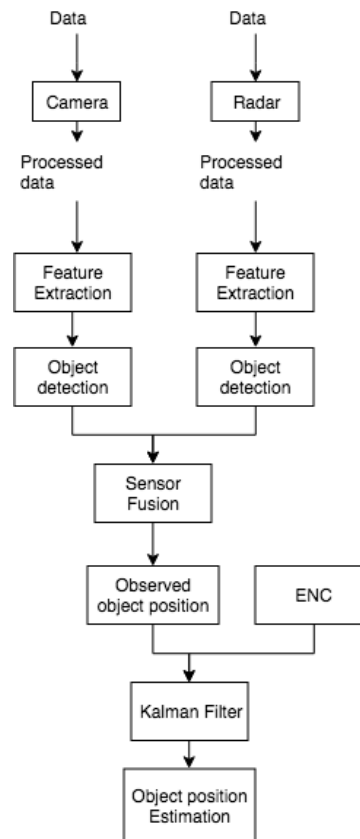 Data
Data
Camera
Radar
Processed
data
Processed
data
Feature
Extraction
Feature
Extraction
Object
detection
Object
detection
Sensor
Fusion
Observed
object position
ENC
Kalman Filter
Object position
Estimation